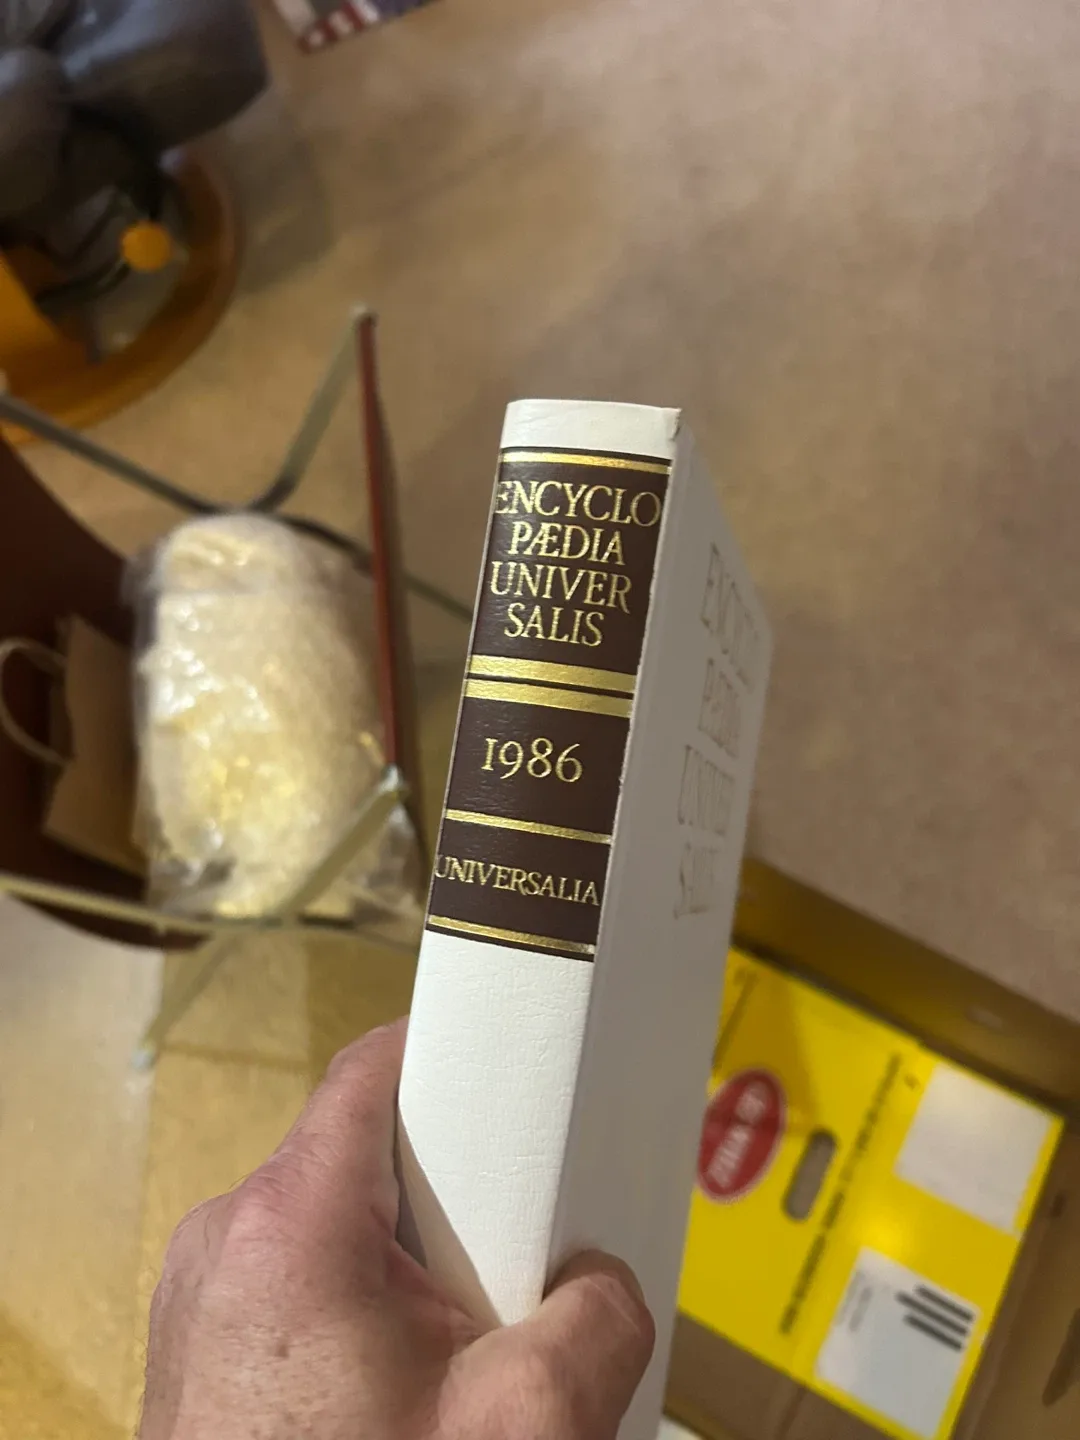 ENCYCLO
PÆDIA
UNIVER
SALIS
1986
UNIVERSALIA